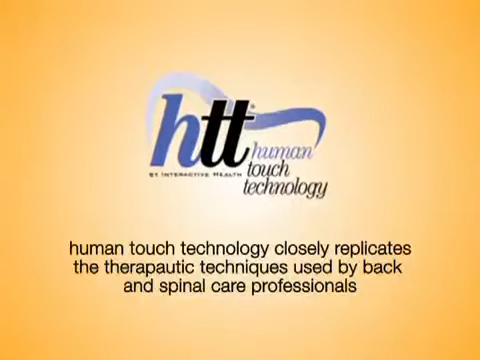 htt®
human
touch
technology
BY INTERACTIVE HEALTH
human touch technology closely replicates
the therapautic techniques used by back
and spinal care professionals